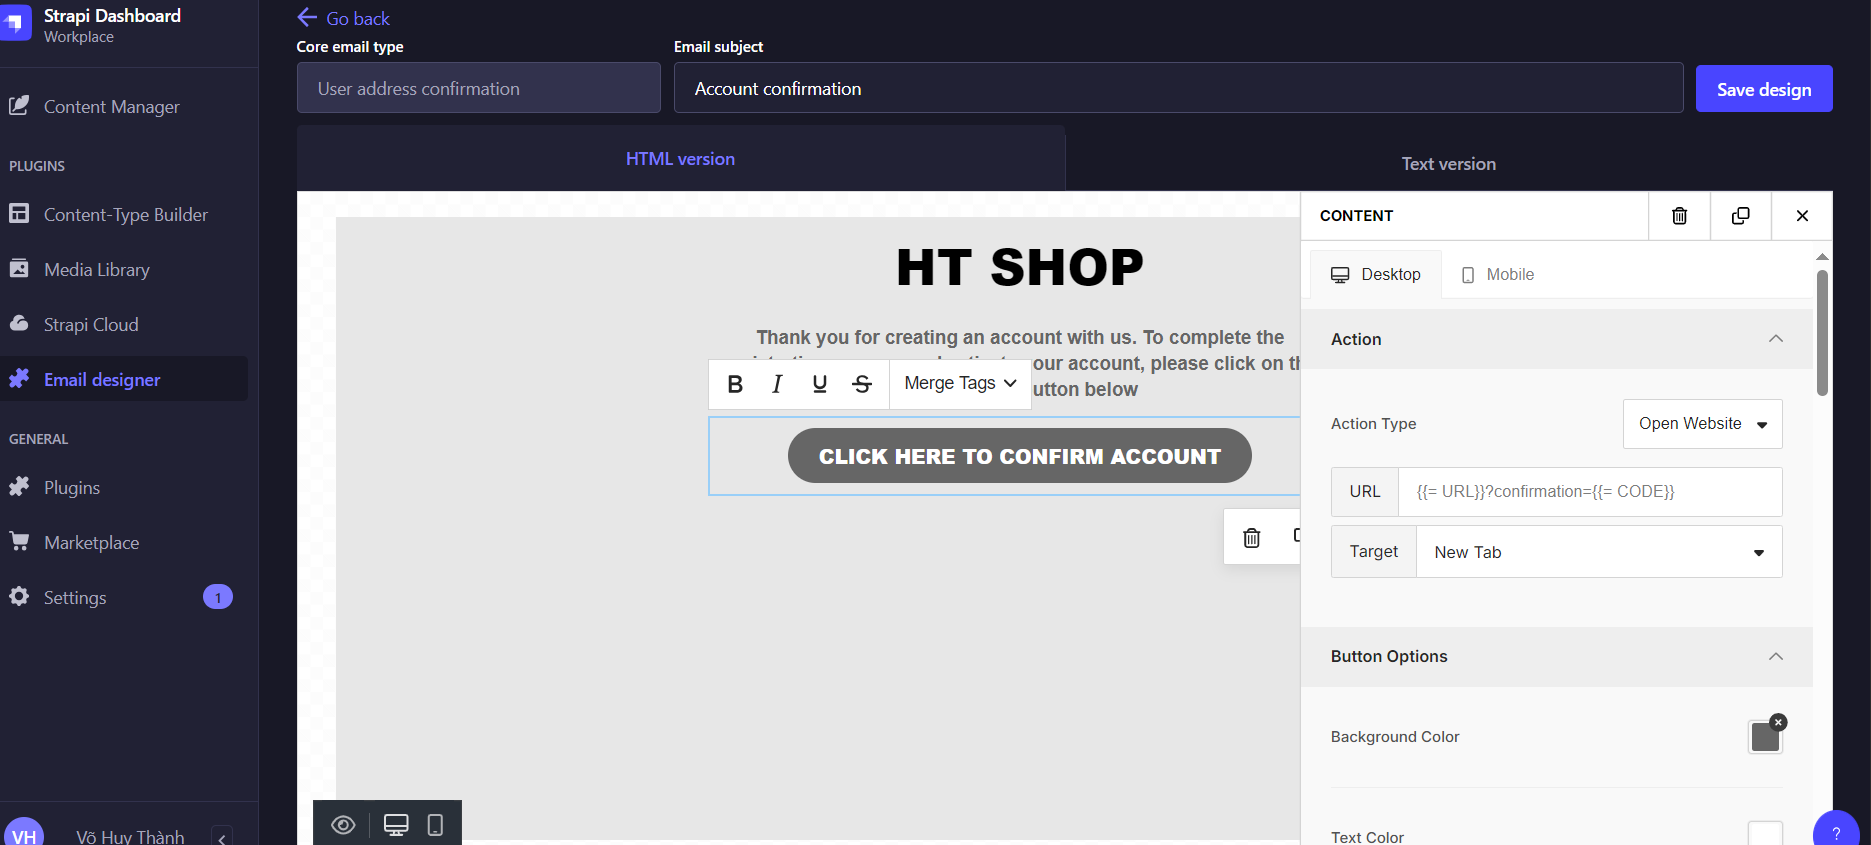 Strapi Dashboard
Workplace
Content Manager
PLUGINS
Content-Type Builder
Media Library
Strapi Cloud
Email designer
GENERAL
Plugins
Marketplace
Settings
1
VH
Võ Huy Thành
Go back
Core email type
Email subject
User address confirmation
Account confirmation
Save design
HTML version
Text version
HT SHOP
Thank you for creating an account with us. To complete the
our account, please click on th
utton below
B I U S Merge Tags
CLICK HERE TO CONFIRM ACCOUNT
CONTENT
Desktop
Mobile
Action
Action Type
Open Website
URL
{{= URL}}?confirmation={{= CODE}}
Target
New Tab
Button Options
Background Color
Text Color
?